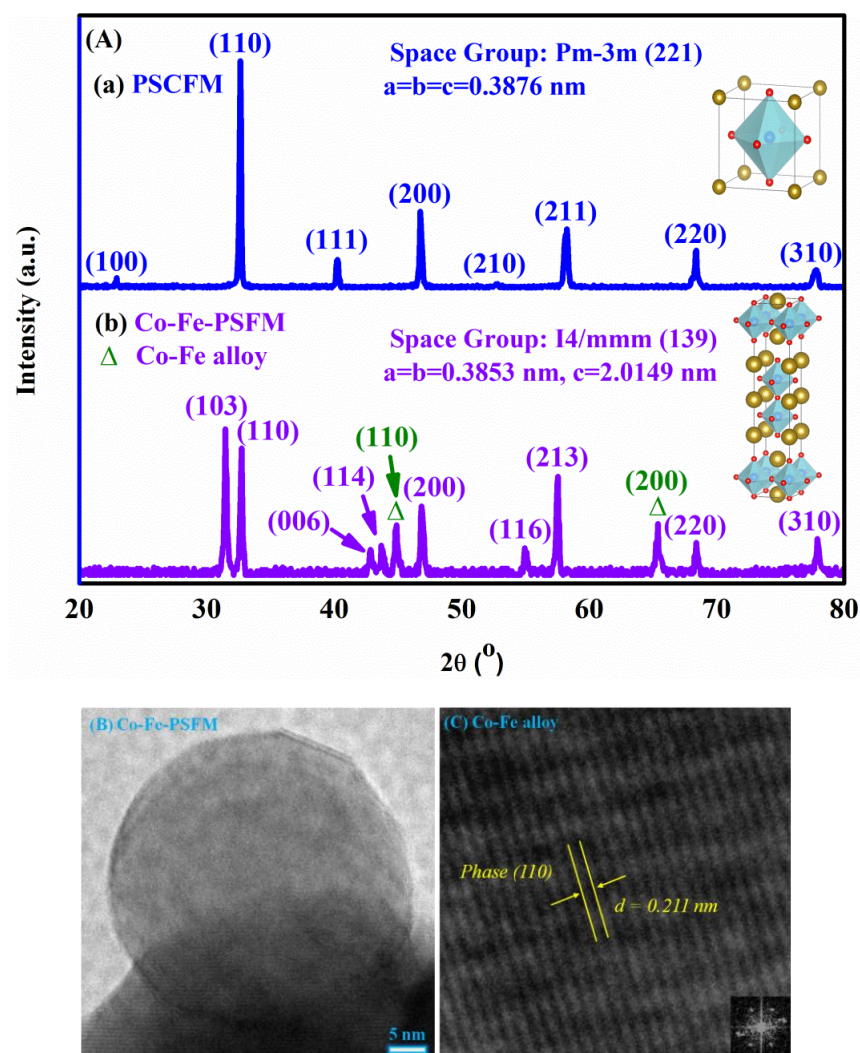 (A)
(110)
Space Group: Pm-3m (221)
(a) PSCFM
a=b=c=0.3876 nm
(200)
(211)
(111)
(220)
(100)
(210)
(310)
(b) Co-Fe-PSFM
Space Group: I4/mmm (139)
Δ Co-Fe alloy
a=b=0.3853 nm, c=2.0149 nm
(103)
(110)
(110)
(114)
Δ
(200)
(213)
(200)
Δ
(006)
(116)
(220)
(310)
Intensity (a.u.)
20 30 40 50 60 70 80
2θ (o)
(B) Co-Fe-PSFM
5 nm
(C) Co-Fe alloy
Phase (110)
d = 0.211 nm